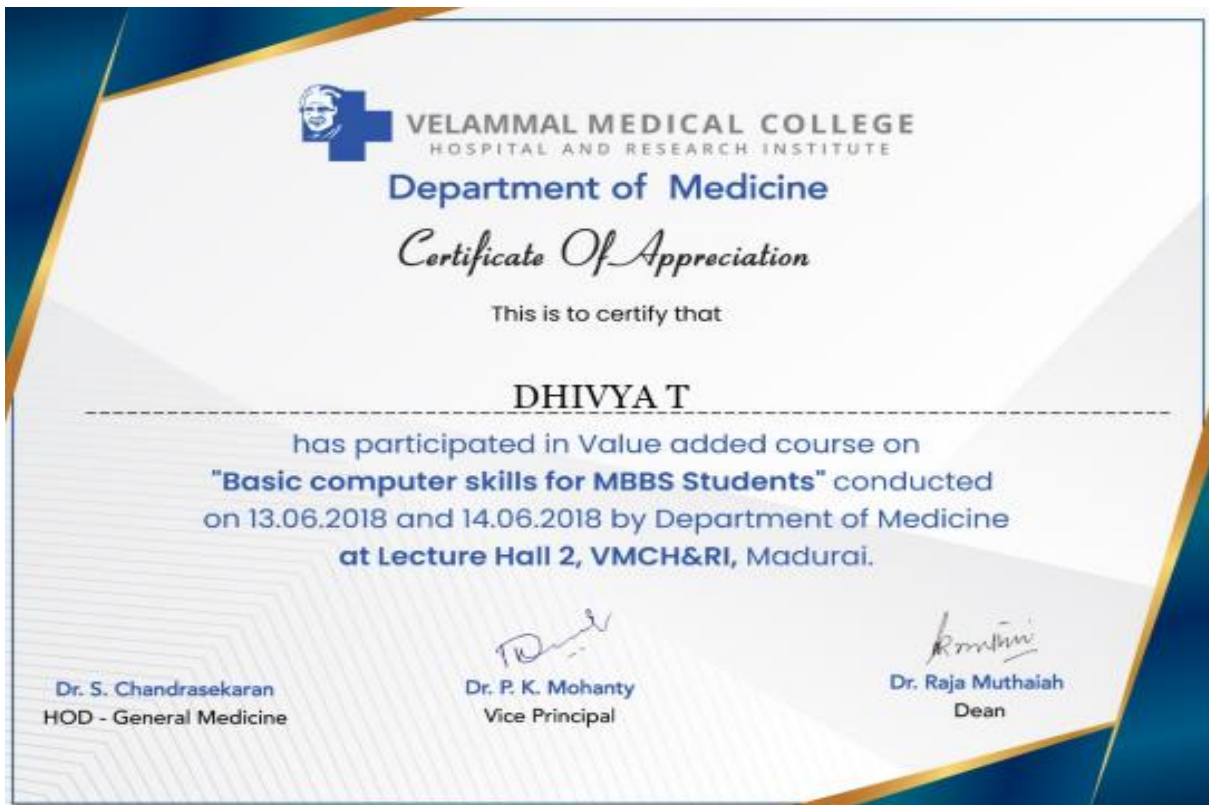 VELAMMAL MEDICAL COLLEGE
HOSPITAL AND RESEARCH INSTITUTE
Department of Medicine
Certificate Of Appreciation
This is to certify that
DHIVYA T
has participated in Value added course on
"Basic computer skills for MBBS Students" conducted
on 13.06.2018 and 14.06.2018 by Department of Medicine
at Lecture Hall 2, VMCH&RI, Madurai.
Dr. S. Chandrasekaran
HOD - General Medicine
Dr. P. K. Mohanty
Vice Principal
Dr. Raja Muthaiah
Dean